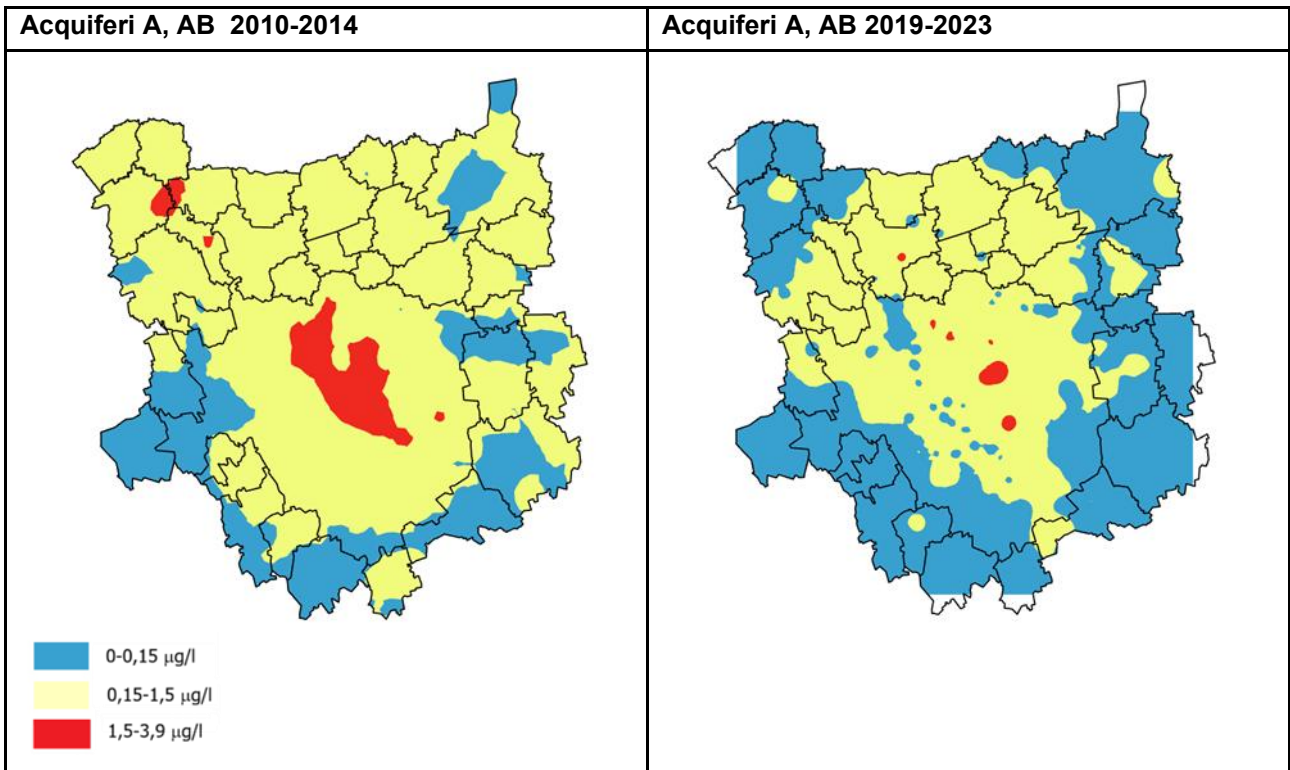 Acquiferi A, AB 2010-2014
Acquiferi A, AB 2019-2023
0-0,15 µg/l
0,15-1,5 µg/l
1,5-3,9 µg/l